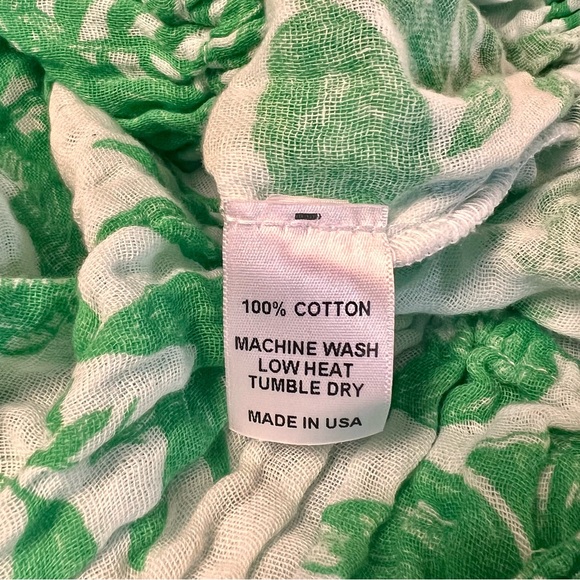 100% COTTON
MACHINE WASH
LOW HEAT
TUMBLE DRY
MADE IN USA